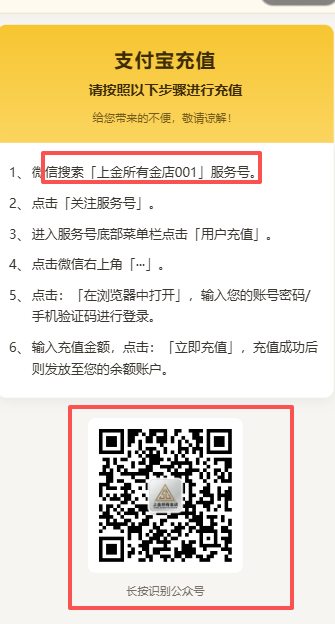 支付宝充值
请按照以下步骤进行充值
给您带来的不便，敬请谅解！
1、微信搜索「上金所有金店001」服务号。
2、点击「关注服务号」。
3、进入服务号底部菜单栏点击「用户充值」。
4、点击微信右上角「···」。
5、点击：「在浏览器中打开」，输入您的账号密码/
手机验证码进行登录。
6、输入充值金额，点击：「立即充值」，充值成功后
则发放至您的余额账户。
上金所有金店
长按识别公众号